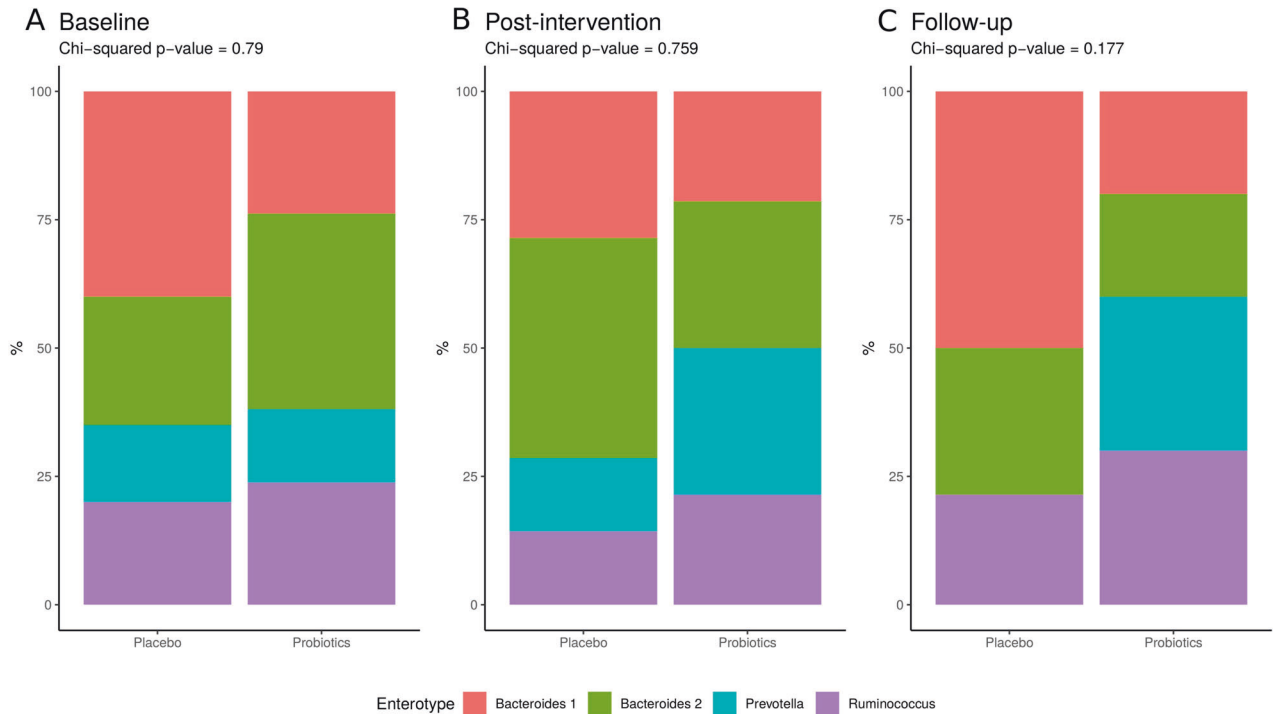 A Baseline
Chi-squared p-value = 0.79
100
75
50
25
0
%
Placebo Probiotics
B Post-intervention
Chi-squared p-value = 0.759
100
75
50
25
0
%
Placebo Probiotics
C Follow-up
Chi-squared p-value = 0.177
100
75
50
25
0
%
Placebo Probiotics
Enterotype Bacteroides 1 Bacteroides 2 Prevotella Ruminococcus